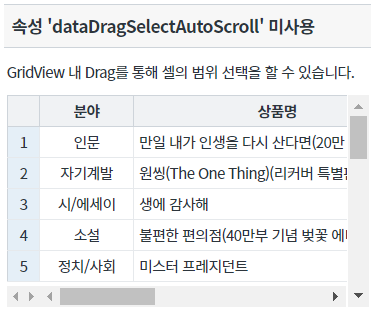 속성 'dataDragSelectAutoScroll' 미사용
GridView 내 Drag를 통해 셀의 범위 선택을 할 수 있습니다.
분야 상품명
1 인문 만일 내가 인생을 다시 산다면(20만
2 자기계발 원씽(The One Thing)(리커버 특별판
3 시/에세이 생에 감사해
4 소설 불편한 편의점(40만부 기념 벚꽃 에디
5 정치/사회 미스터 프레지던트